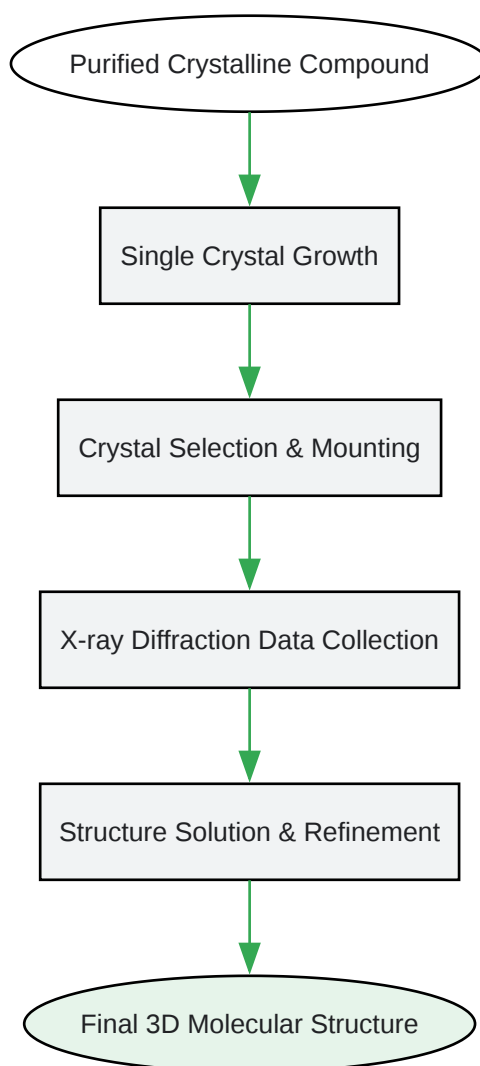 Purified Crystalline Compound
Single Crystal Growth
Crystal Selection & Mounting
X-ray Diffraction Data Collection
Structure Solution & Refinement
Final 3D Molecular Structure